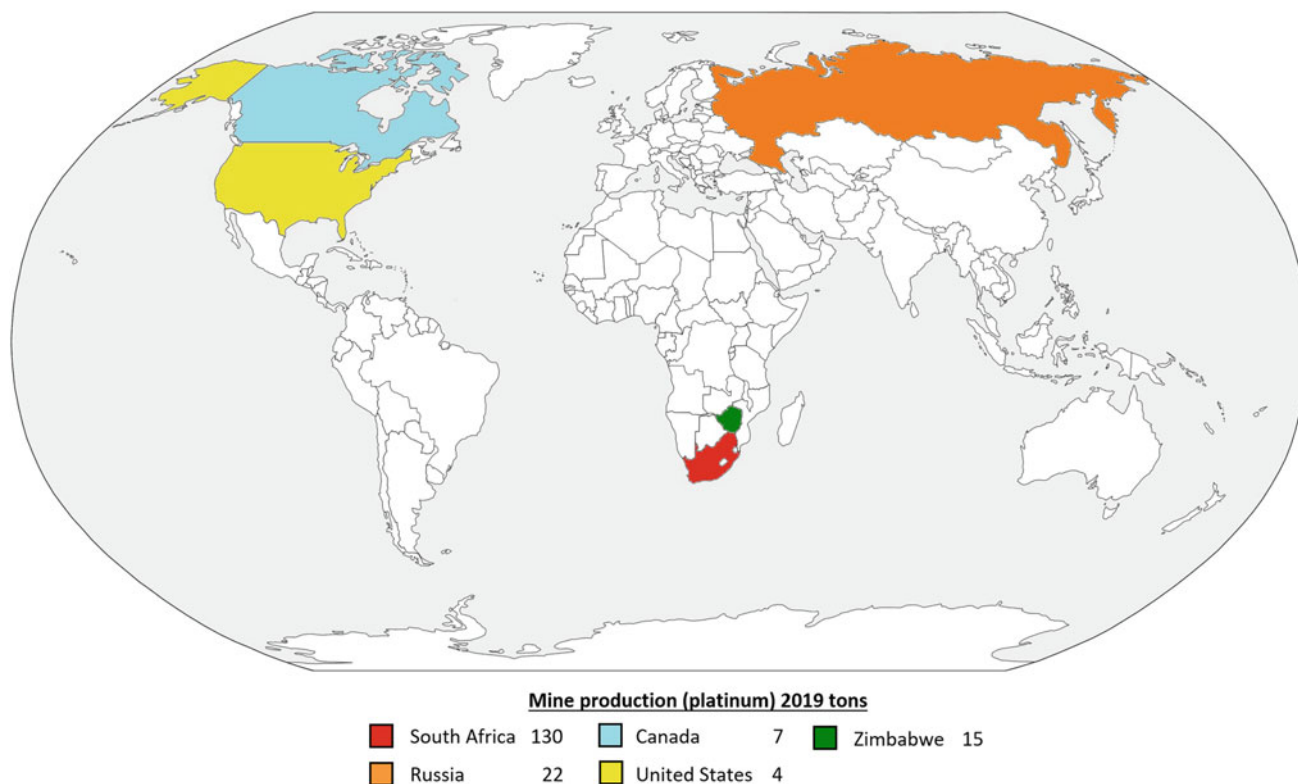 Mine production (platinum) 2019 tons
South Africa 130 Canada 7 Zimbabwe 15
Russia 22 United States 4